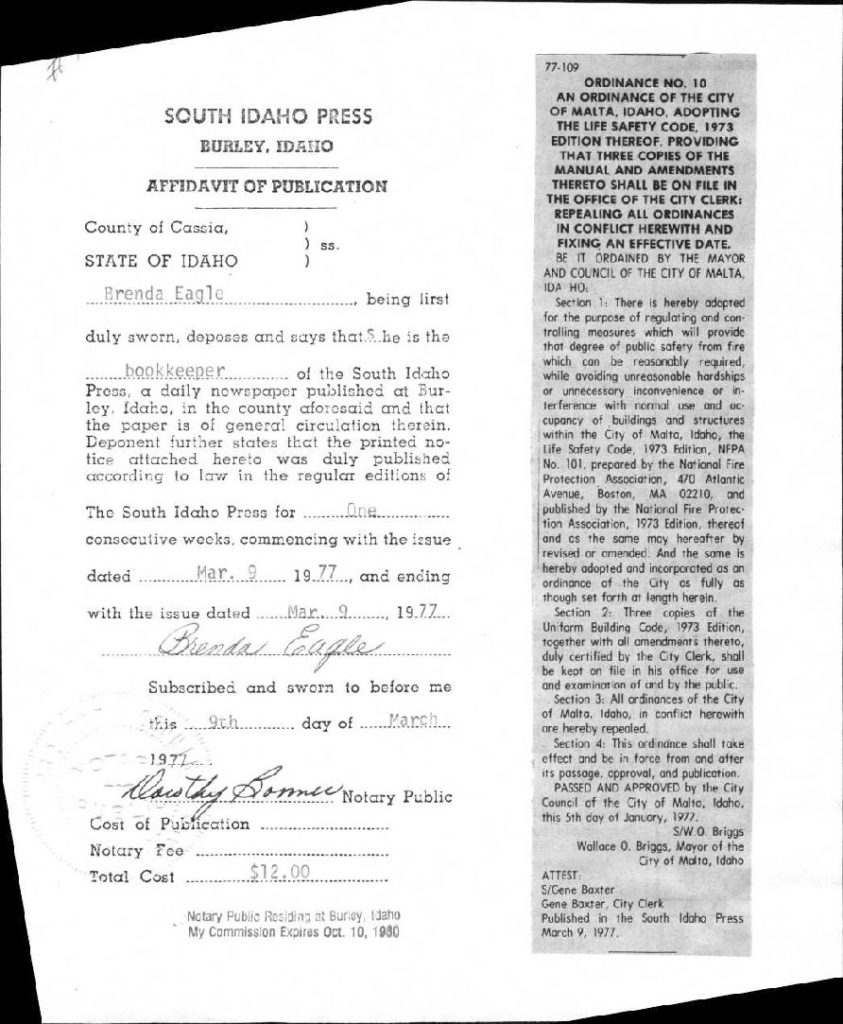 SOUTH IDAHO PRESS
BURLEY, IDAHO
AFFIDAVIT OF PUBLICATION
County of Cassia, )
) ss.
STATE OF IDAHO )
Brenda Eagle, being first
duly sworn, deposes and says that S he is the
bookkeeper of the South Idaho
Press, a daily newspaper published at Bur-
ley, Idaho, in the county aforesaid and that
the paper is of general circulation therein.
Deponent further states that the printed no-
tice attached hereto was duly published
according to law in the regular editions of
The South Idaho Press for One
consecutive weeks, commencing with the issue
dated Mar. 9 1977, and ending
with the issue dated Mar. 9, 1977
Brenda Eagle
Subscribed and sworn to before me
this 9th day of March
1977
Dorothy Bonner Notary Public
Cost of Publication
Notary Fee
Total Cost $12.00
Notary Public Residing at Burley, Idaho
My Commission Expires Oct. 10, 1980
77-109
ORDINANCE NO. 10
AN ORDINANCE OF THE CITY
OF MALTA, IDAHO, ADOPTING
THE LIFE SAFETY CODE, 1973
EDITION THEREOF, PROVIDING
THAT THREE COPIES OF THE
MANUAL AND AMENDMENTS
THERETO SHALL BE ON FILE IN
THE OFFICE OF THE CITY CLERK;
REPEALING ALL ORDINANCES
IN CONFLICT HEREWITH AND
FIXING AN EFFECTIVE DATE.
BE IT ORDAINED BY THE MAYOR
AND COUNCIL OF THE CITY OF MALTA,
IDA HO:
Section 1: There is hereby adopted
for the purpose of regulating and con-
trolling measures which will provide
that degree of public safety from fire
which can be reasonably required,
while avoiding unreasonable hardships
or unnecessary inconvenience or in-
terference with normal use and oc-
cupancy of buildings and structures
within the City of Malta, Idaho, the
Life Safety Code, 1973 Edition, NFPA
No. 101, prepared by the National Fire
Protection Association, 470 Atlantic
Avenue, Boston, MA 02210, and
published by the National Fire Protec-
tion Association, 1973 Edition, thereof
and as the same may hereafter by
revised or amended. And the same is
hereby adopted and incorporated as an
ordinance of the City as fully as
though set forth at length herein.
Section 2: Three copies of the
Uniform Building Code, 1973 Edition,
together with all amendments thereto,
duly certified by the City Clerk, shall
be kept on file in his office for use
and examination of and by the public.
Section 3: All ordinances of the City
of Malta, Idaho, in conflict herewith
are hereby repealed.
Section 4: This ordinance shall take
effect and be in force from and after
its passage, approval, and publication.
PASSED AND APPROVED by the City
Council of the City of Malta, Idaho,
this 5th day of January, 1977.
S/W.O. Briggs
Wallace O. Briggs, Mayor of the
City of Malta, Idaho
ATTEST:
S/Gene Baxter
Gene Baxter, City Clerk
Published in the South Idaho Press
March 9, 1977.